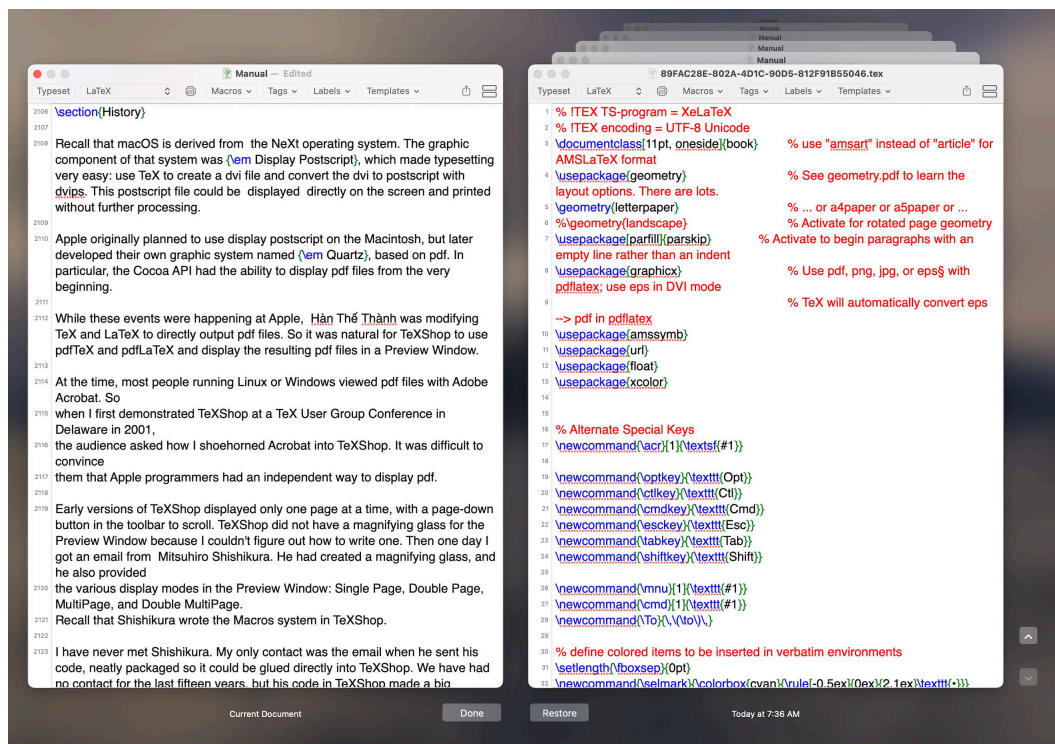 Manual
Manual
Manual
Manual
Manual — Edited
Typeset LaTeX Macros Tags Labels Templates
2106 \section{History}
2107
2108 Recall that macOS is derived from the NeXt operating system. The graphic
component of that system was {\em Display Postscript}, which made typesetting
very easy: use TeX to create a dvi file and convert the dvi to postscript with
dvips. This postscript file could be displayed directly on the screen and printed
without further processing.
2109
2110 Apple originally planned to use display postscript on the Macintosh, but later
developed their own graphic system named {\em Quartz}, based on pdf. In
particular, the Cocoa API had the ability to display pdf files from the very
beginning.
2111
2112 While these events were happening at Apple, Hàn Thế Thành was modifying
TeX and LaTeX to directly output pdf files. So it was natural for TeXShop to use
pdfTeX and pdfLaTeX and display the resulting pdf files in a Preview Window.
2113
2114 At the time, most people running Linux or Windows viewed pdf files with Adobe
Acrobat. So
2115 when I first demonstrated TeXShop at a TeX User Group Conference in
Delaware in 2001,
2116 the audience asked how I shoehorned Acrobat into TeXShop. It was difficult to
convince
2117 them that Apple programmers had an independent way to display pdf.
2118
2119 Early versions of TeXShop displayed only one page at a time, with a page-down
button in the toolbar to scroll. TeXShop did not have a magnifying glass for the
Preview Window because I couldn't figure out how to write one. Then one day I
got an email from Mitsuhiro Shishikura. He had created a magnifying glass, and
he also provided
2120 the various display modes in the Preview Window: Single Page, Double Page,
MultiPage, and Double MultiPage.
2121 Recall that Shishikura wrote the Macros system in TeXShop.
2122
2123 I have never met Shishikura. My only contact was the email when he sent his
code, neatly packaged so it could be glued directly into TeXShop. We have had
no contact for the last fifteen years, but his code in TeXShop made a big
89FAC28E-802A-4D1C-90D5-812F91B55046.tex
Typeset LaTeX Macros Tags Labels Templates
1 % !TEX TS-program = XeLaTeX
2 % !TEX encoding = UTF-8 Unicode
3 \documentclass[11pt, oneside]{book} % use "amsart" instead of "article" for
AMSLaTeX format
4 \usepackage{geometry} % See geometry.pdf to learn the
layout options. There are lots.
5 \geometry{letterpaper} % ... or a4paper or a5paper or ...
6 %\geometry{landscape} % Activate for rotated page geometry
7 \usepackage[parfill]{parskip} % Activate to begin paragraphs with an
empty line rather than an indent
8 \usepackage{graphicx} % Use pdf, png, jpg, or eps§ with
pdflatex; use eps in DVI mode
9 % TeX will automatically convert eps
--> pdf in pdflatex
10 \usepackage{amssymb}
11 \usepackage{url}
12 \usepackage{float}
13 \usepackage{xcolor}
14
15
16 % Alternate Special Keys
17 \newcommand{\acr}[1]{\textsf{#1}}
18
19 \newcommand{\optkey}{\texttt{Opt}}
20 \newcommand{\ctlkey}{\texttt{Ctl}}
21 \newcommand{\cmdkey}{\texttt{Cmd}}
22 \newcommand{\esckey}{\texttt{Esc}}
23 \newcommand{\tabkey}{\texttt{Tab}}
24 \newcommand{\shiftkey}{\texttt{Shift}}
25
26 \newcommand{\mnu}[1]{\texttt{#1}}
27 \newcommand{\cmd}[1]{\texttt{#1}}
28 \newcommand{\To}{\,\(\to\)\,}
29
30 % define colored items to be inserted in verbatim environments
31 \setlength{\fboxsep}{0pt}
32 \newcommand{\selmark}{\colorbox{cyan}{\rule[-0.5ex]{0ex}{2.1ex}\texttt{•}}}
Current Document Done Restore Today at 7:36 AM